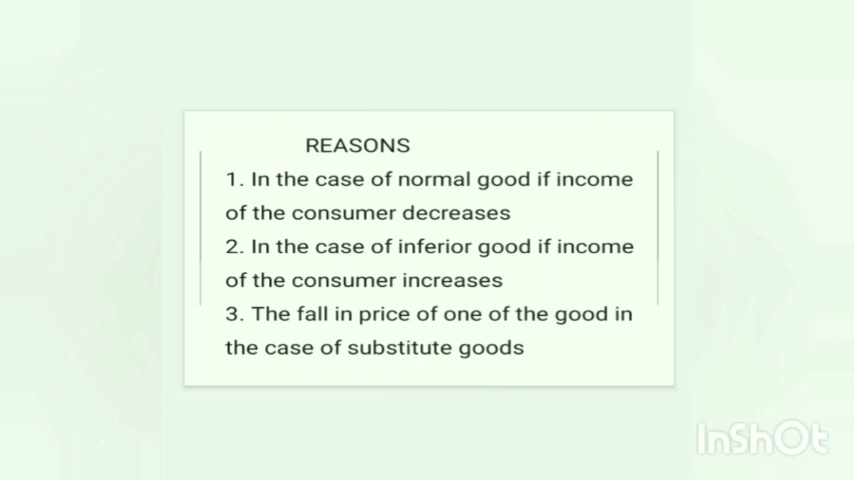 REASONS
1. In the case of normal good if income
of the consumer decreases
2. In the case of inferior good if income
of the consumer increases
3. The fall in price of one of the good in
the case of substitute goods
InShOt